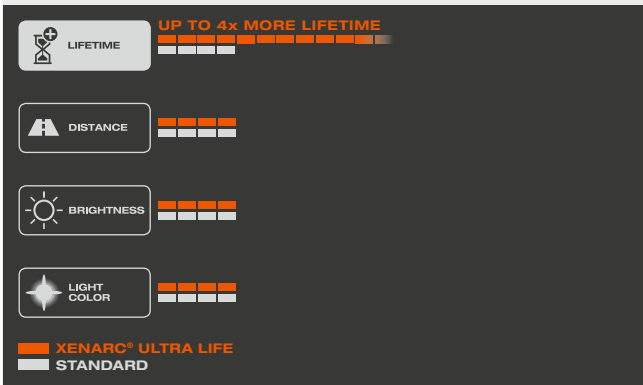 UP TO 4x MORE LIFETIME
LIFETIME
DISTANCE
BRIGHTNESS
LIGHT
COLOR
XENARC® ULTRA LIFE
STANDARD